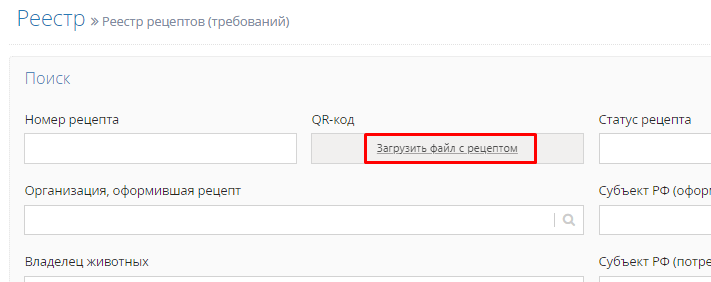 Реестр » Реестр рецептов (требований)
Поиск
Номер рецепта QR-код Статус рецепта
Загрузить файл с рецептом
Организация, оформившая рецепт Субъект РФ (офор
Владелец животных Субъект РФ (потре